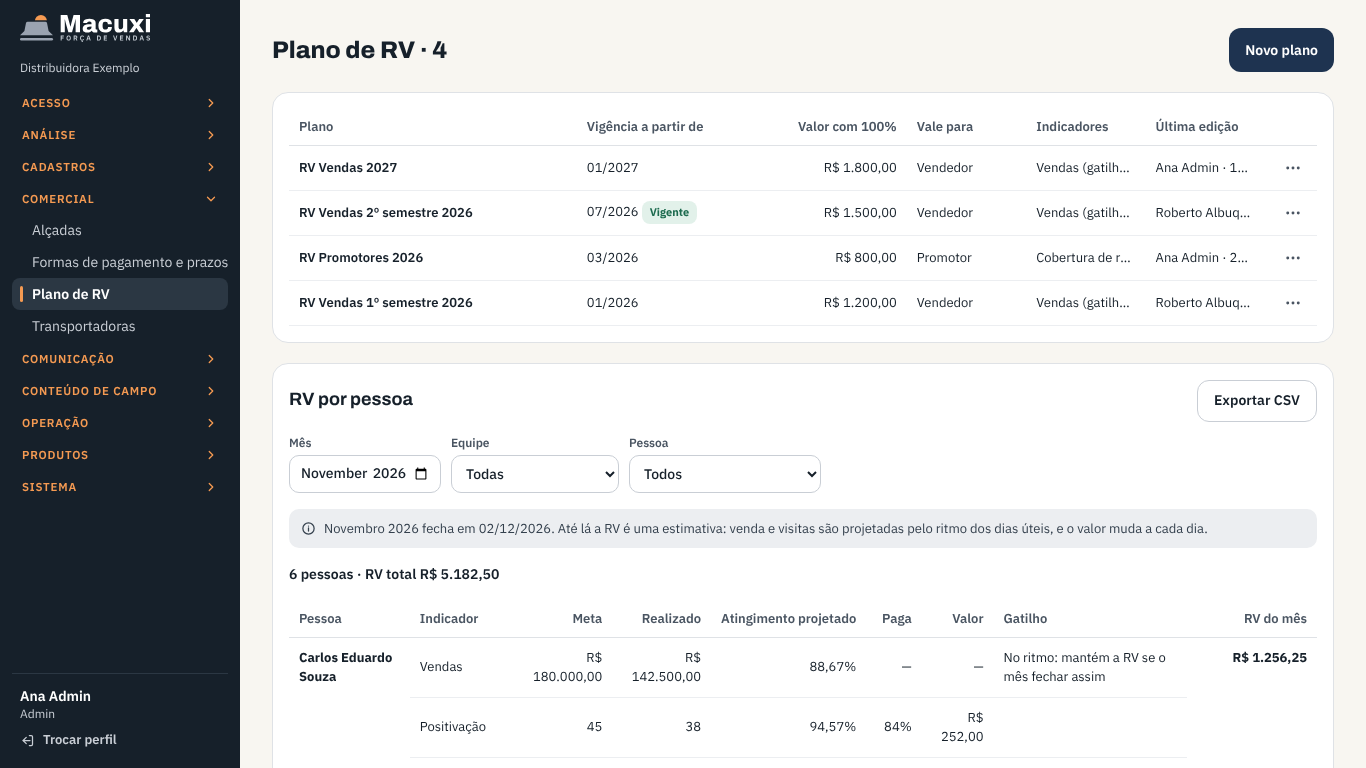 Macuxi
FORÇA DE VENDAS
Distribuidora Exemplo
ACESSO
ANÁLISE
CADASTROS
COMERCIAL
Alçadas
Formas de pagamento e prazos
Plano de RV
Transportadoras
COMUNICAÇÃO
CONTEÚDO DE CAMPO
OPERAÇÃO
PRODUTOS
SISTEMA
Ana Admin
Admin
Trocar perfil
Plano de RV · 4
Novo plano
Plano Vigência a partir de Valor com 100% Vale para Indicadores Última edição
RV Vendas 2027 01/2027 R$ 1.800,00 Vendedor Vendas (gatilh... Ana Admin · 1... ···
RV Vendas 2º semestre 2026 07/2026 Vigente R$ 1.500,00 Vendedor Vendas (gatilh... Roberto Albuq... ···
RV Promotores 2026 03/2026 R$ 800,00 Promotor Cobertura de r... Ana Admin · 2... ···
RV Vendas 1º semestre 2026 01/2026 R$ 1.200,00 Vendedor Vendas (gatilh... Roberto Albuq... ···
RV por pessoa
Exportar CSV
Mês Equipe Pessoa
November 2026 Todas Todos
Novembro 2026 fecha em 02/12/2026. Até lá a RV é uma estimativa: venda e visitas são projetadas pelo ritmo dos dias úteis, e o valor muda a cada dia.
6 pessoas · RV total R$ 5.182,50
Pessoa Indicador Meta Realizado Atingimento projetado Paga Valor Gatilho RV do mês
Carlos Eduardo Souza Vendas R$ 180.000,00 R$ 142.500,00 88,67% — — No ritmo: mantém a RV se o mês fechar assim R$ 1.256,25
Positivação 45 38 94,57% 84% R$ 252,00